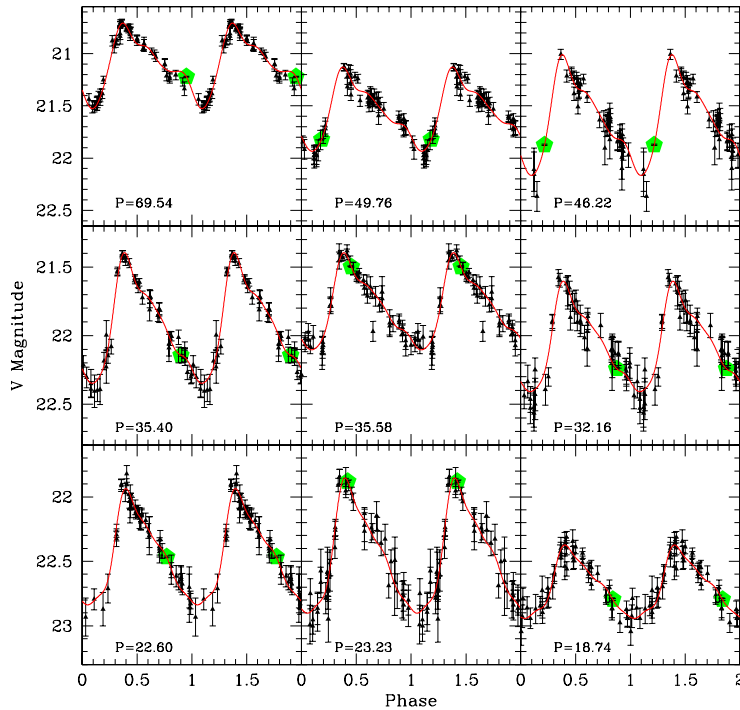 21
21.5
22
22.5
P=69.54
P=49.76
P=46.22
V Magnitude
21.5
22
22.5
P=35.40
P=35.58
P=32.16
22
22.5
23
P=22.60
P=23.23
P=18.74
0 0.5 1 1.5 0 0.5 1 1.5 0 0.5 1 1.5 2
Phase